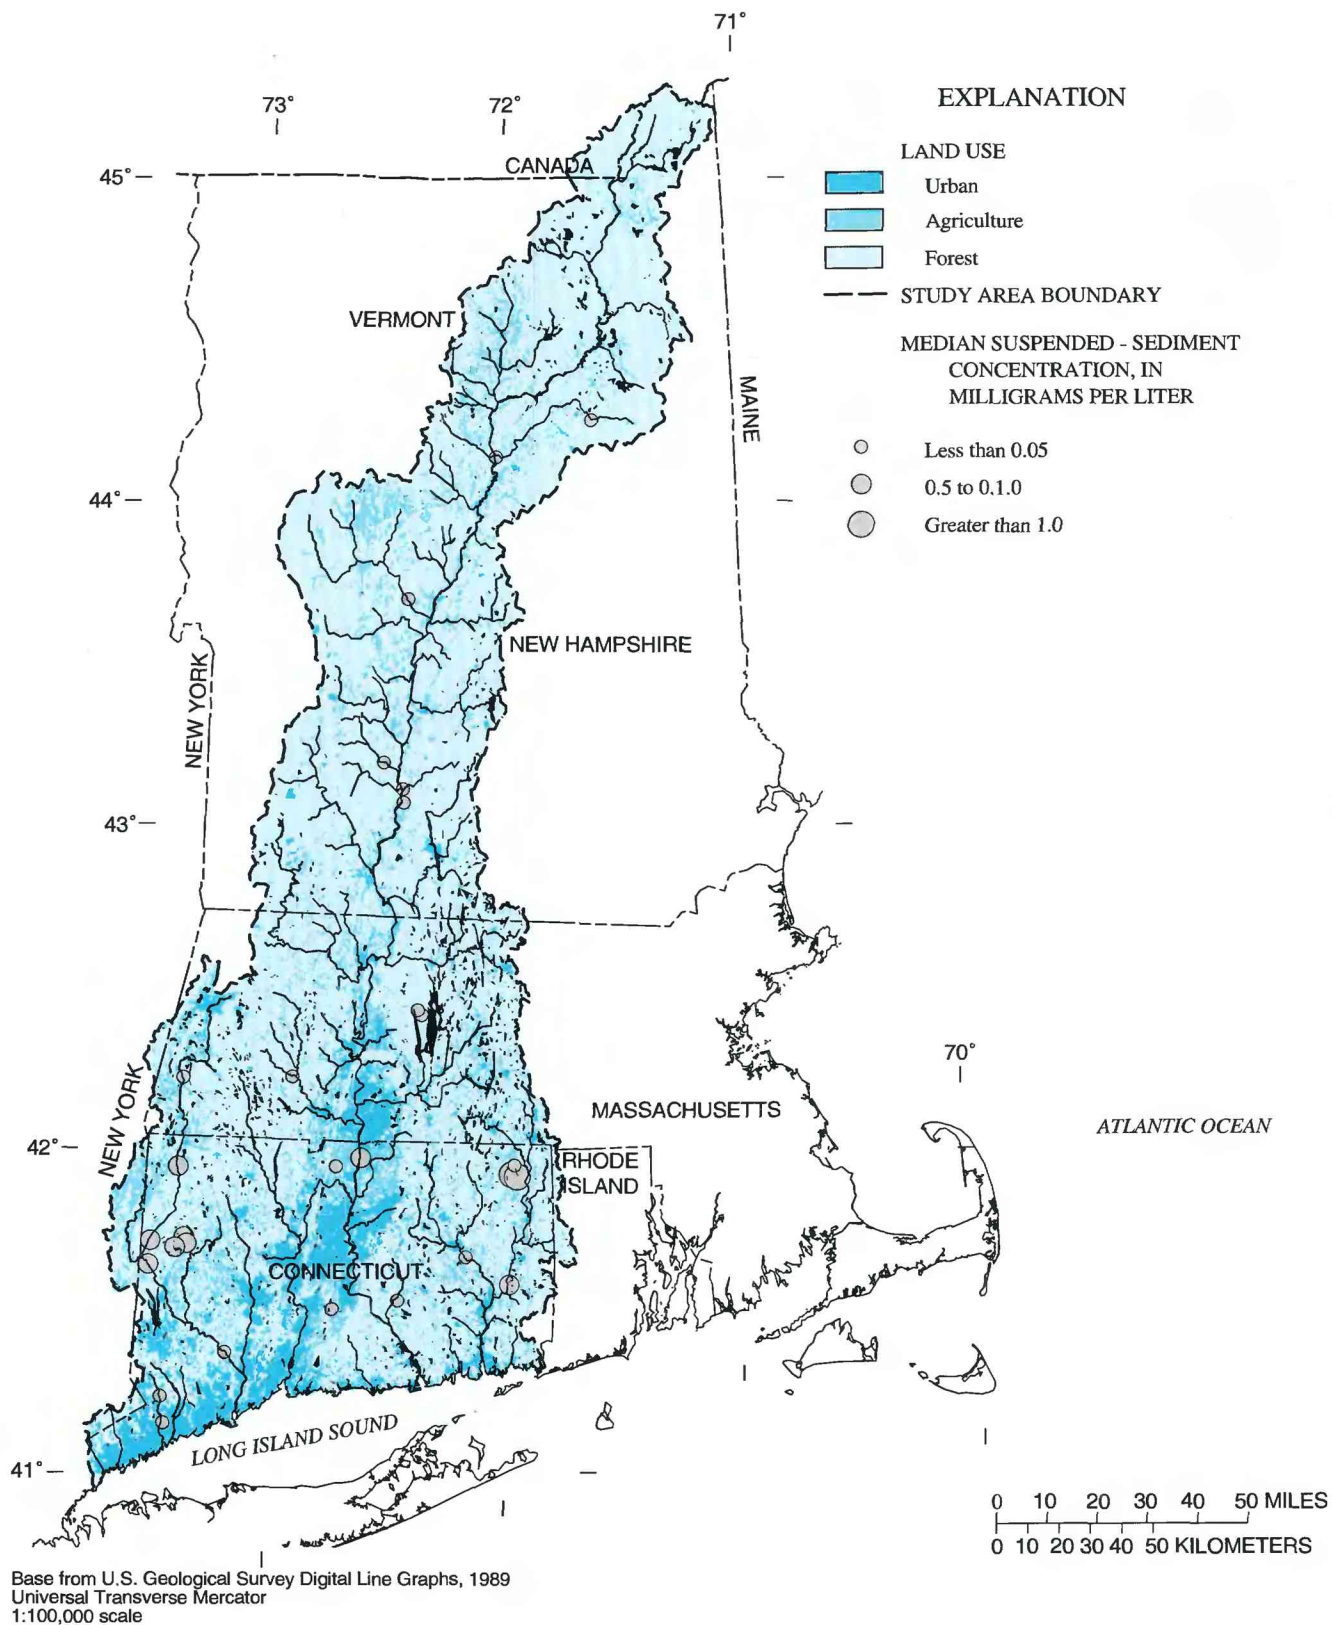 71°
73°
72°
EXPLANATION
LAND USE
Urban
Agriculture
Forest
STUDY AREA BOUNDARY
MEDIAN SUSPENDED - SEDIMENT
CONCENTRATION, IN
MILLIGRAMS PER LITER
Less than 0.05
0.5 to 0.1.0
Greater than 1.0
CANADA
45°
VERMONT
MAINE
44°
NEW HAMPSHIRE
NEW YORK
43°
70°
NEW YORK
MASSACHUSETTS
ATLANTIC OCEAN
42°
RHODE
ISLAND
CONNECTICUT
LONG ISLAND SOUND
41°
0 10 20 30 40 50 MILES
0 10 20 30 40 50 KILOMETERS
Base from U.S. Geological Survey Digital Line Graphs, 1989
Universal Transverse Mercator
1:100,000 scale